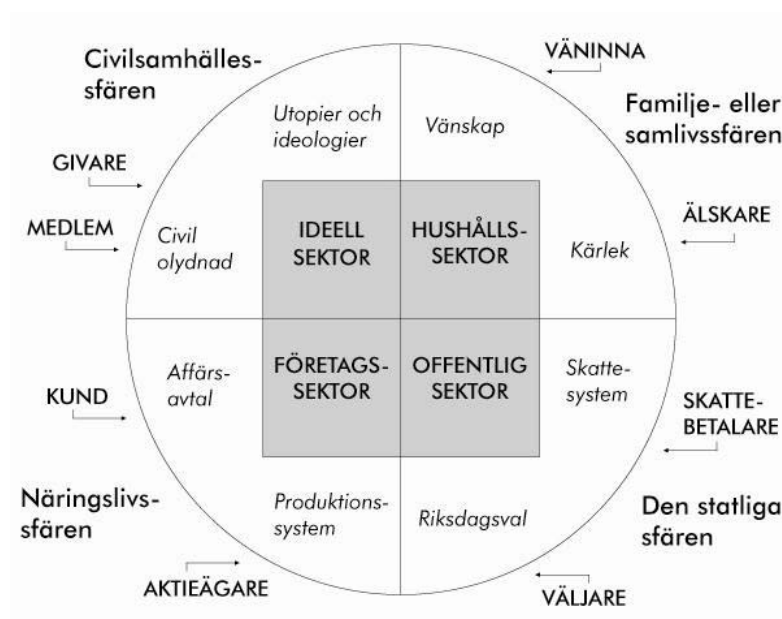 Civilsamhälles-
sfären
VÄNINNA
Utopier och
ideologier
Vänskap
Familje- eller
samlivssfären
GIVARE
MEDLEM
Civil
olydnad
IDEELL
SEKTOR
HUSHÅLLS-
SEKTOR
Kärlek
ÄLSKARE
Affärs-
avtal
FÖRETAGS-
SEKTOR
OFFENTLIG
SEKTOR
Skatte-
system
KUND
SKATTE-
BETALARE
Näringslivs-
sfären
Produktions-
system
Riksdagsval
Den statliga
sfären
AKTIEÄGARE
VÄLJARE